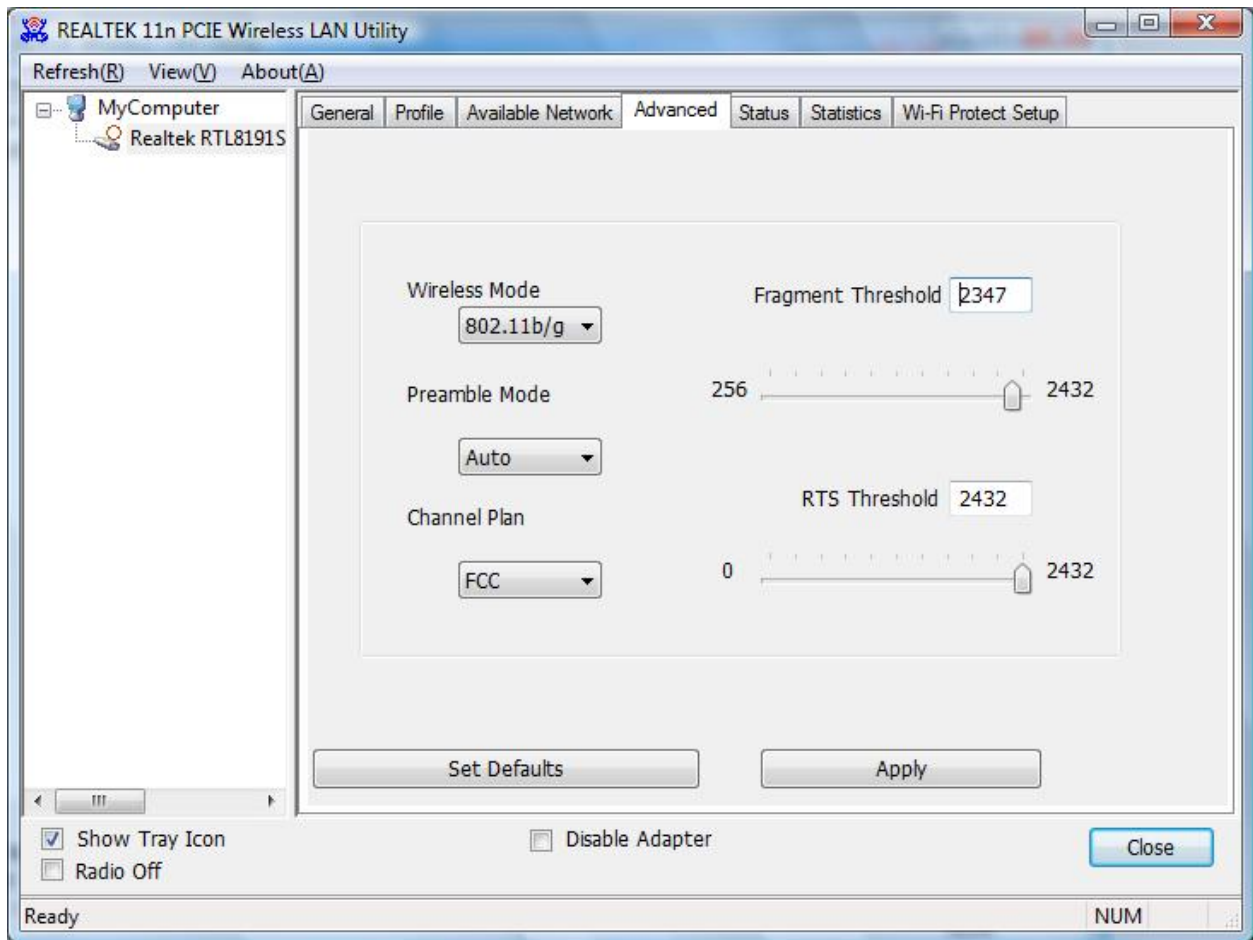 REALTEK 11n PCIE Wireless LAN Utility
Refresh(R) View(V) About(A)
MyComputer
Realtek RTL8191S
General Profile Available Network Advanced Status Statistics Wi-Fi Protect Setup
Wireless Mode
802.11b/g
Preamble Mode
Auto
Channel Plan
FCC
Fragment Threshold 2347
256 2432
RTS Threshold 2432
0 2432
Set Defaults Apply
Show Tray Icon Disable Adapter
Radio Off
Close
Ready NUM